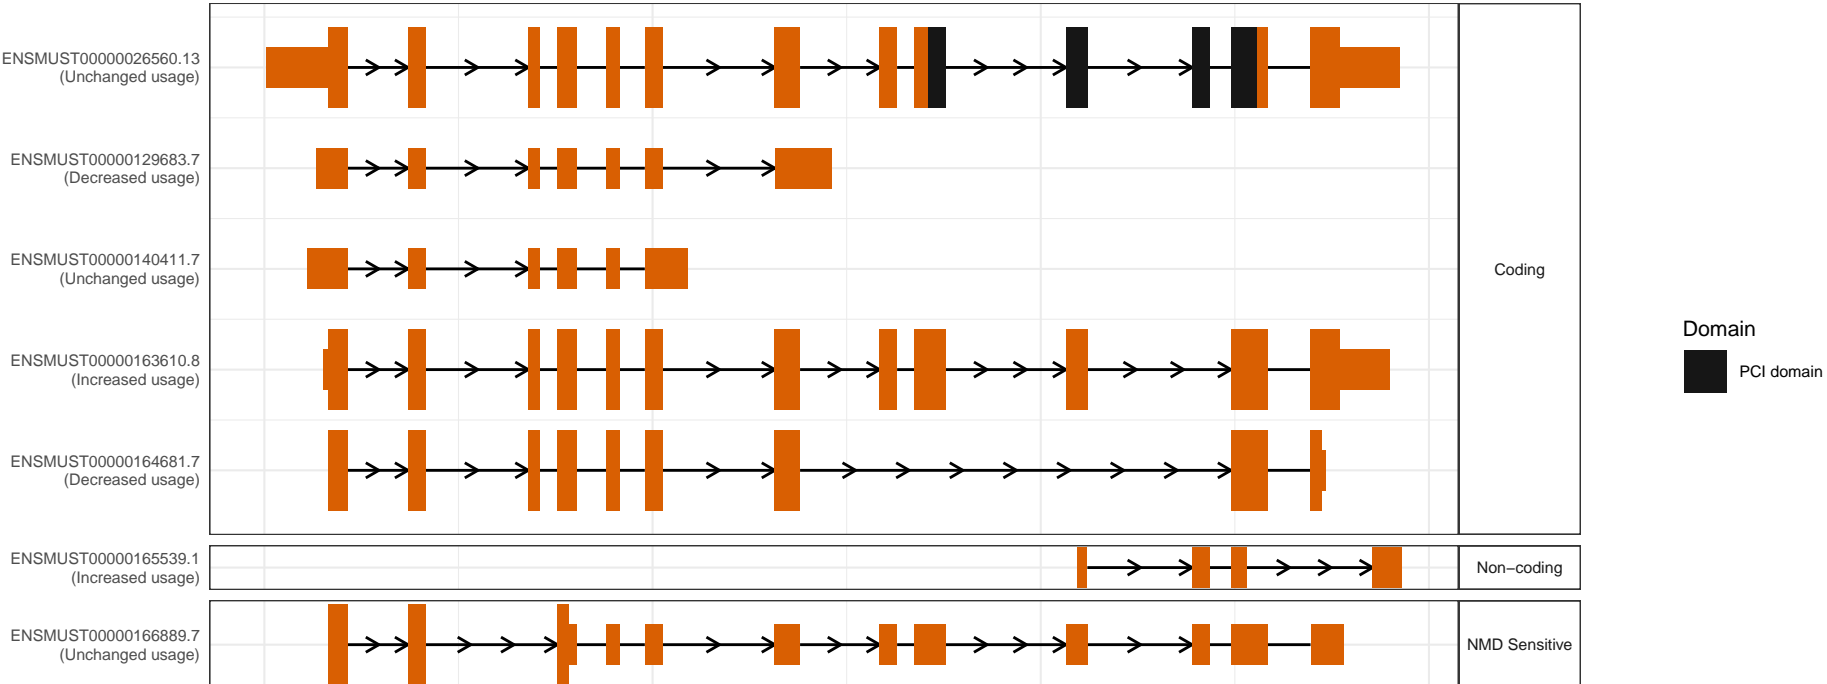 ENSMUST00000026560.13
(Unchanged usage)
ENSMUST00000129683.7
(Decreased usage)
ENSMUST00000140411.7
(Unchanged usage)
Coding
Domain
PCI domain
ENSMUST00000163610.8
(Increased usage)
ENSMUST00000164681.7
(Decreased usage)
ENSMUST00000165539.1
(Increased usage)
Non−coding
ENSMUST00000166889.7
(Unchanged usage)
NMD Sensitive